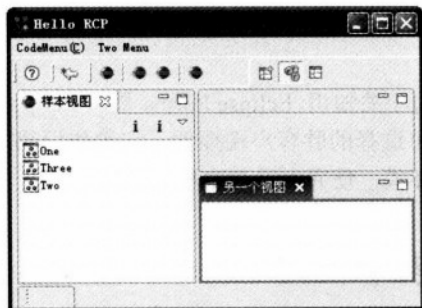 Hello RCP
CodeMenu(C) Two Menu
样本视图
i i
One
Three
Two
另一个视图